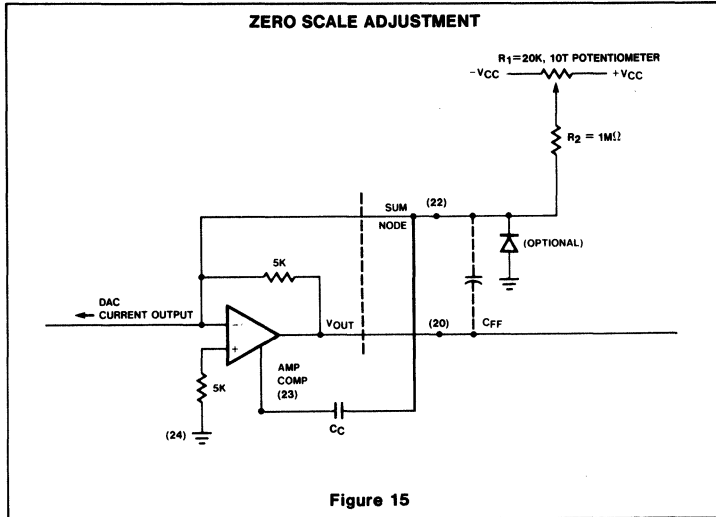 ZERO SCALE ADJUSTMENT
R1=20K, 10T POTENTIOMETER
-VCC
+VCC
R2 = 1MΩ
SUM
NODE
(22)
(OPTIONAL)
5K
DAC
CURRENT OUTPUT
-
+
VOUT
(20)
CFF
5K
AMP
COMP
(23)
(24)
CC
Figure 15